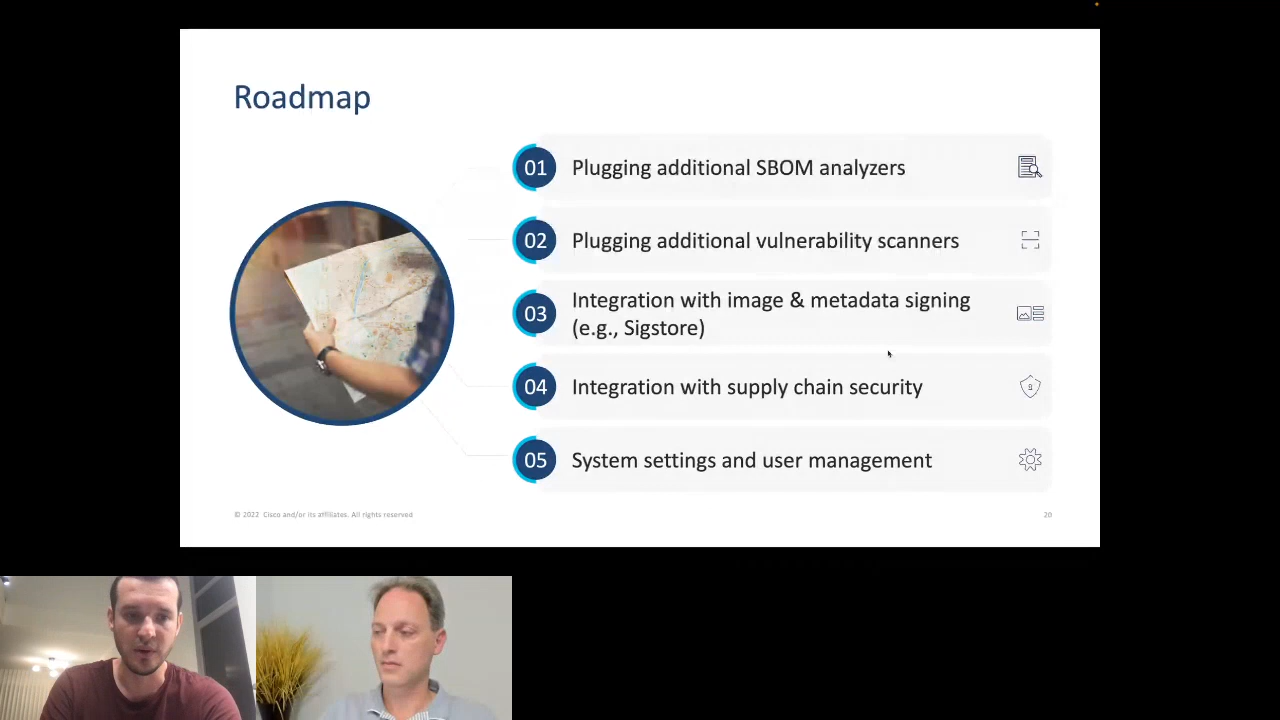 Roadmap
01 Plugging additional SBOM analyzers
02 Plugging additional vulnerability scanners
03 Integration with image & metadata signing
(e.g., Sigstore)
04 Integration with supply chain security
05 System settings and user management
© 2022 Cisco and/or its affiliates. All rights reserved
20